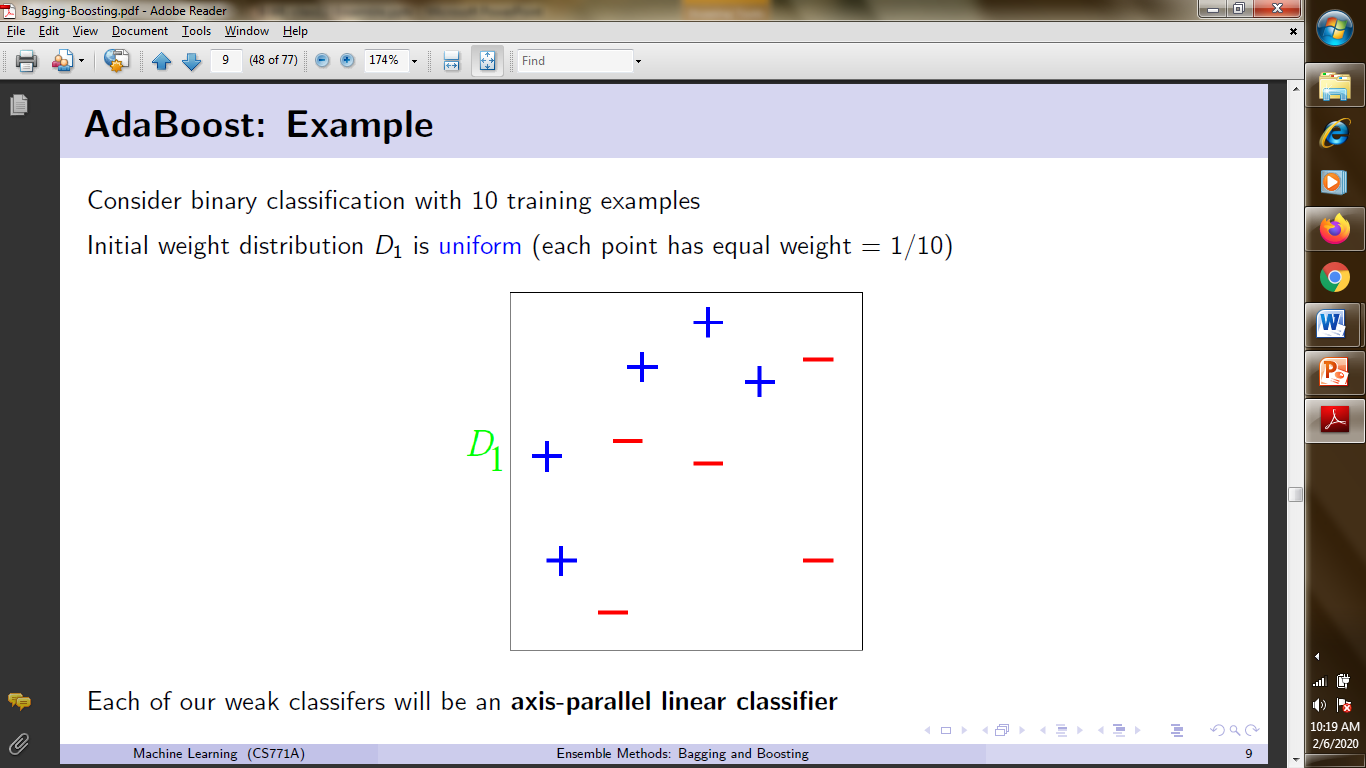 Bagging-Boosting.pdf - Adobe Reader
File Edit View Document Tools Window Help
9 (48 of 77) 174% Find
AdaBoost: Example
Consider binary classification with 10 training examples
Initial weight distribution D1 is uniform (each point has equal weight = 1/10)
+
+
+
−
+
−
−
D1
+
−
−
Each of our weak classifers will be an axis-parallel linear classifier
Machine Learning (CS771A) Ensemble Methods: Bagging and Boosting 9
10:19 AM
2/6/2020